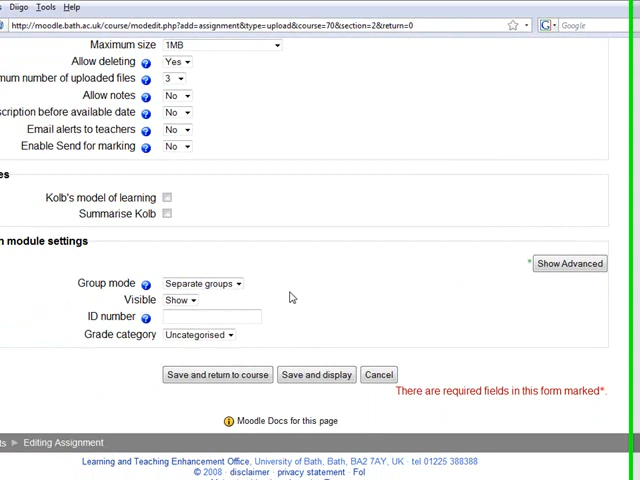 s Diigo Tools Help
http://moodle.bath.ac.uk/course/modedit.php?add=assignment&type=upload&course=70&section=2&return=0 G Google
Maximum size 1MB
Allow deleting ? Yes
mum number of uploaded files ? 3
Allow notes ? No
scription before available date ? No
Email alerts to teachers ? No
Enable Send for marking ? No
es
Kolb's model of learning
Summarise Kolb
n module settings
* Show Advanced
Group mode ? Separate groups
Visible Show
ID number ?
Grade category Uncategorised
Save and return to course Save and display Cancel
There are required fields in this form marked*.
i Moodle Docs for this page
ts ► Editing Assignment
Learning and Teaching Enhancement Office, University of Bath, Bath, BA2 7AY, UK · tel 01225 388388
© 2008 · disclaimer · privacy statement · FoI